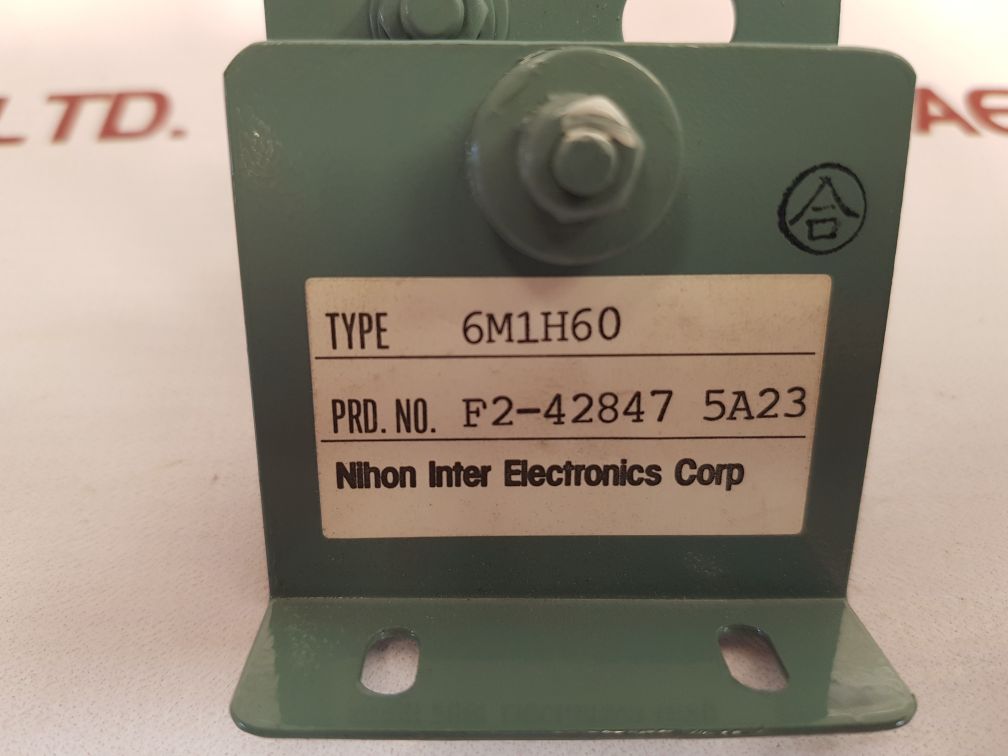 LTD.
合
TYPE 6M1H60
PRD. NO. F2-42847 5A23
Nihon Inter Electronics Corp